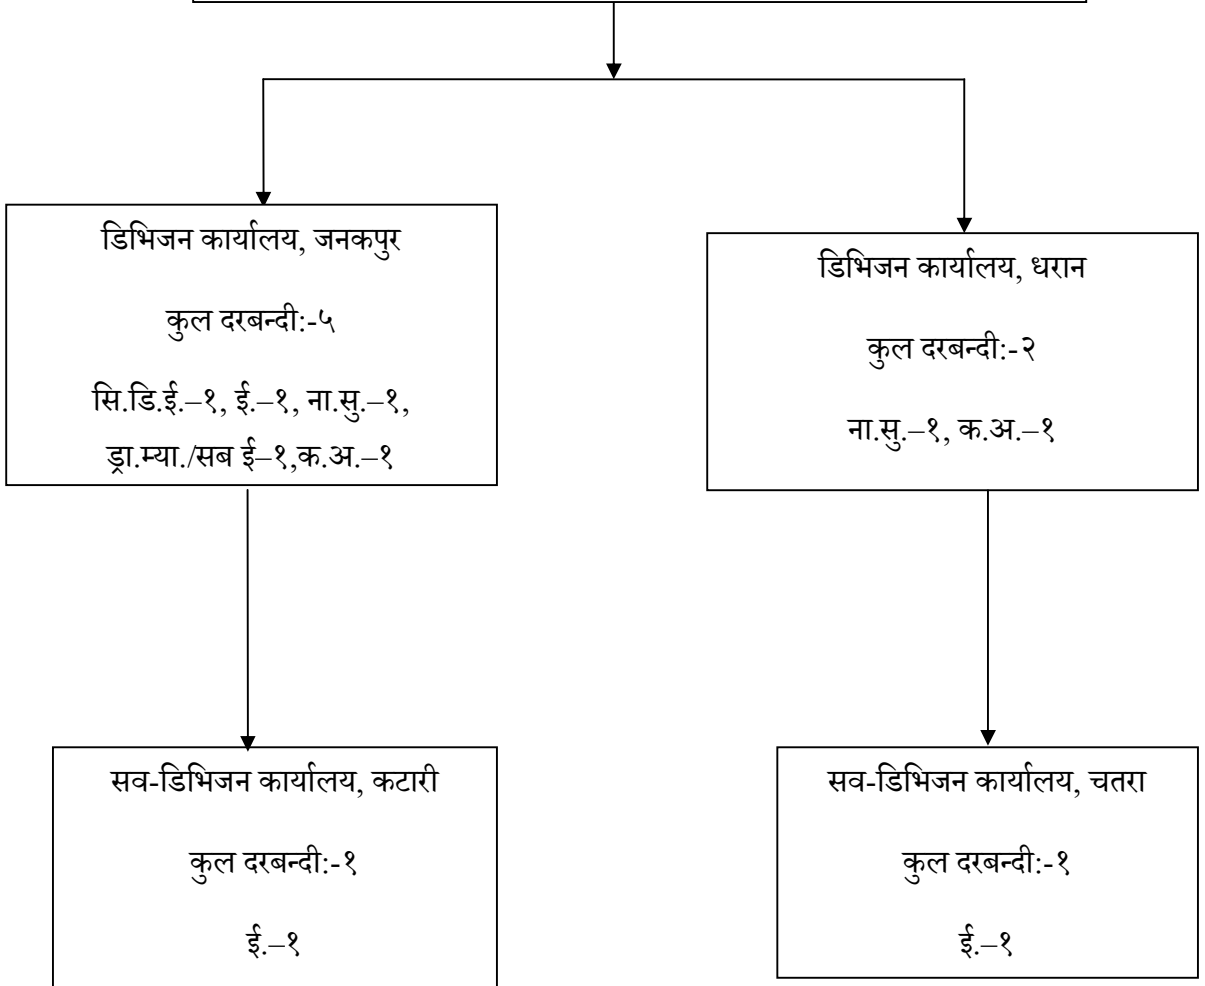 डिभिजन कार्यालय, जनकपुर
कुल दरबन्दी:-५
सि.डि.ई.–१, ई.–१, ना.सु.–१,
ड्रा.म्या./सब ई–१,क.अ.–१
डिभिजन कार्यालय, धरान
कुल दरबन्दी:-२
ना.सु.–१, क.अ.–१
सव-डिभिजन कार्यालय, कटारी
कुल दरबन्दी:-१
ई.–१
सव-डिभिजन कार्यालय, चतरा
कुल दरबन्दी:-१
ई.–१